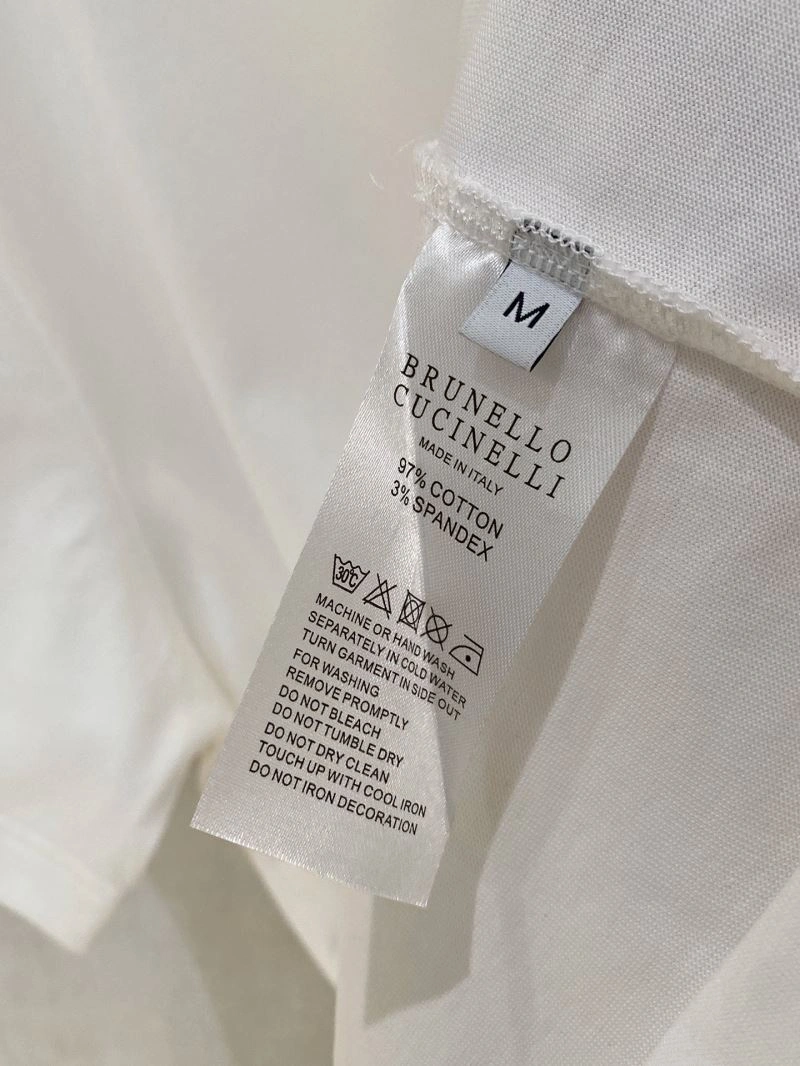 M
BRUNELLO
CUCINELLI
MADE IN ITALY
97% COTTON
3% SPANDEX
30℃
MACHINE OR HAND WASH
SEPARATELY IN COLD WATER
TURN GARMENT IN SIDE OUT
FOR WASHING
REMOVE PROMPTLY
DO NOT BLEACH
DO NOT TUMBLE DRY
DO NOT DRY CLEAN
TOUCH UP WITH COOL IRON
DO NOT IRON DECORATION